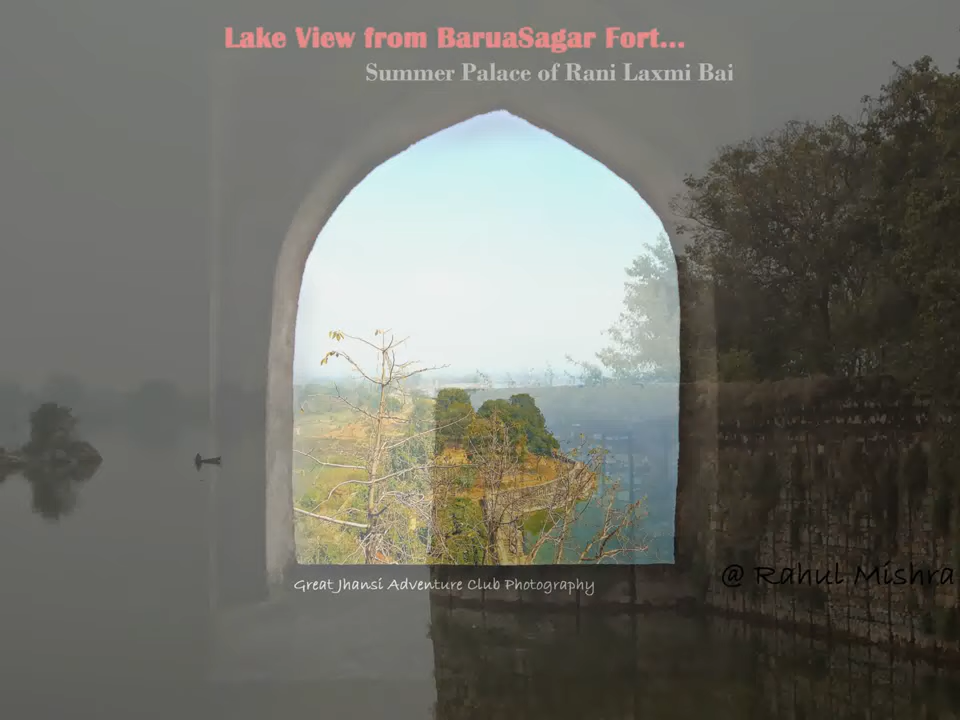 Lake View from BaruaSagar Fort...
Summer Palace of Rani Laxmi Bai
@ Rahul Mishra
Great Jhansi Adventure Club Photography